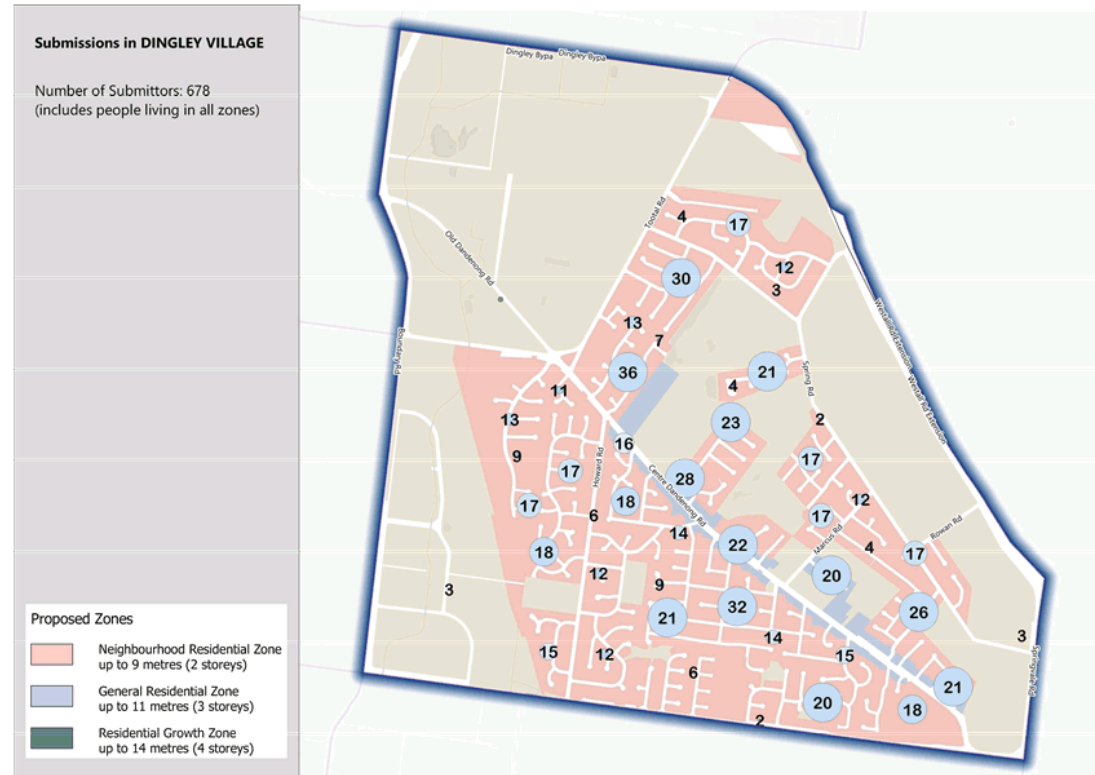 Submissions in DINGLEY VILLAGE
Number of Submittors: 678
(includes people living in all zones)
Dingley Bypa Dingley Bypa
Tootal Rd
4
17
Old Dandenong Rd
12
30
3
13
7
Boundary Rd
Westall Rd Extension Westall Rd Extension
36
21
4
Spring Rd
11
13
23
2
16
9
17
17
Howard Rd
28
Centre Dandenong Rd
18
17
12
6
17
Marcus Rd
Rowan Rd
14
22
4
17
18
12
20
3
9
21
32
26
14
3
15
12
15
6
Springvale Rd
21
20
18
2
Proposed Zones
Neighbourhood Residential Zone
up to 9 metres (2 storeys)
General Residential Zone
up to 11 metres (3 storeys)
Residential Growth Zone
up to 14 metres (4 storeys)